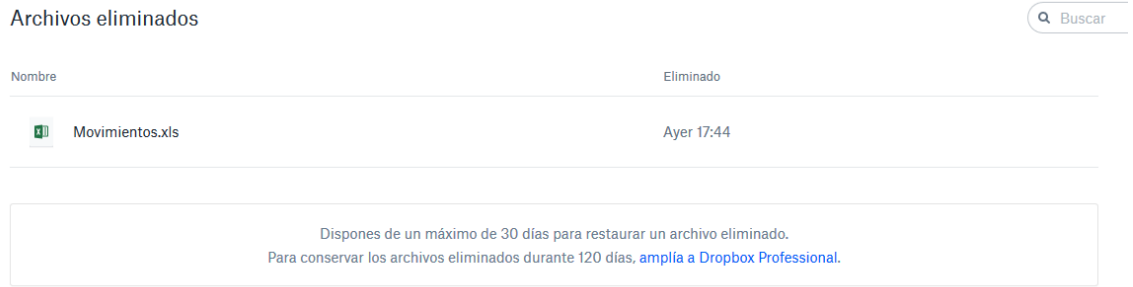 Archivos eliminados
Buscar
Nombre
Eliminado
Movimientos.xls
Ayer 17:44
Dispones de un máximo de 30 días para restaurar un archivo eliminado.
Para conservar los archivos eliminados durante 120 días, amplía a Dropbox Professional.